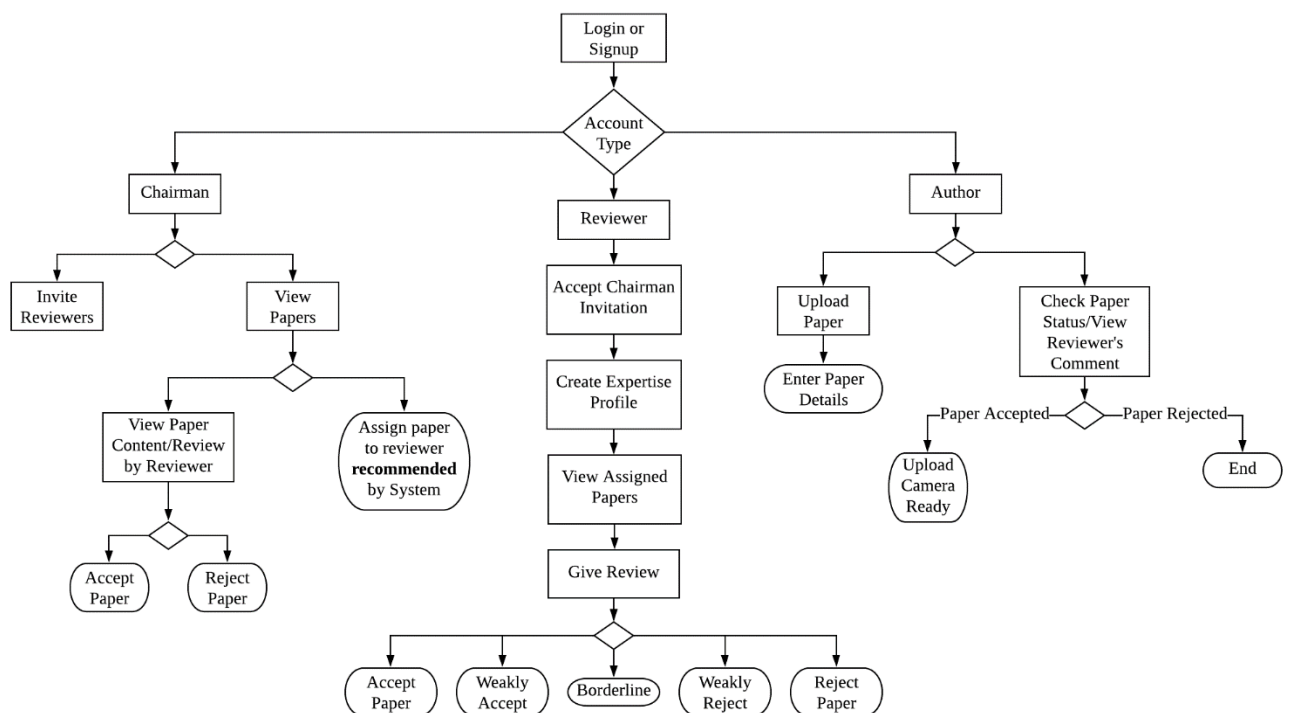 Login or
Signup
Account
Type
Chairman
Reviewer
Author
Invite
Reviewers
View
Papers
Accept Chairman
Invitation
Upload
Paper
Check Paper
Status/View
Reviewer's
Comment
Create Expertise
Profile
Enter Paper
Details
View Paper
Content/Review
by Reviewer
Assign paper
to reviewer
recommended
by System
Paper Accepted
Paper Rejected
View Assigned
Papers
Upload
Camera
Ready
End
Accept
Paper
Reject
Paper
Give Review
Accept
Paper
Weakly
Accept
Borderline
Weakly
Reject
Reject
Paper